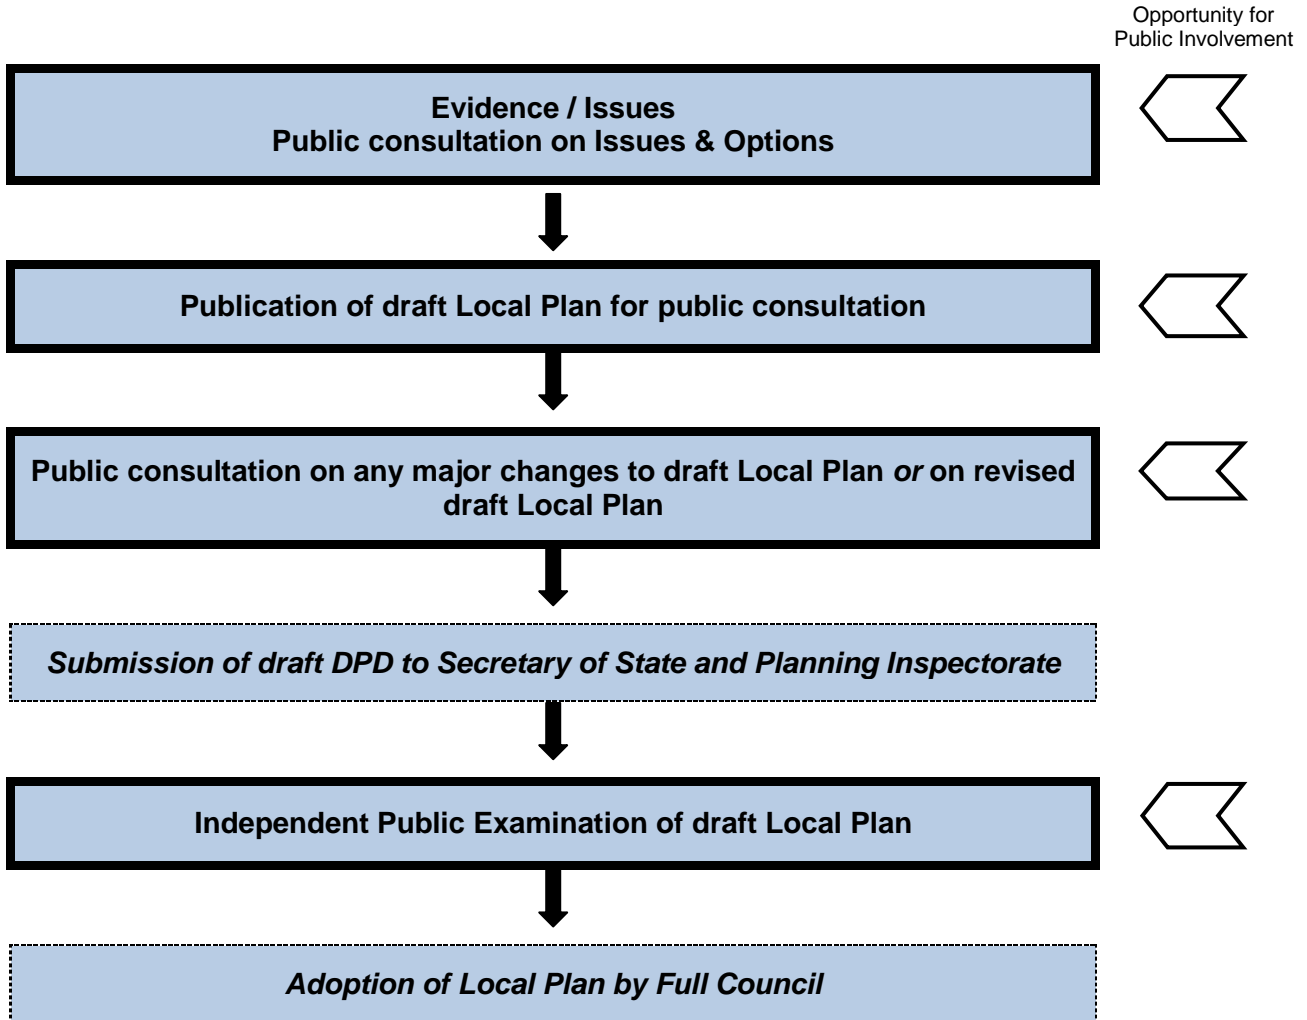 Opportunity for
Public Involvement
Evidence / Issues
Public consultation on Issues & Options
Publication of draft Local Plan for public consultation
Public consultation on any major changes to draft Local Plan or on revised
draft Local Plan
Submission of draft DPD to Secretary of State and Planning Inspectorate
Independent Public Examination of draft Local Plan
Adoption of Local Plan by Full Council